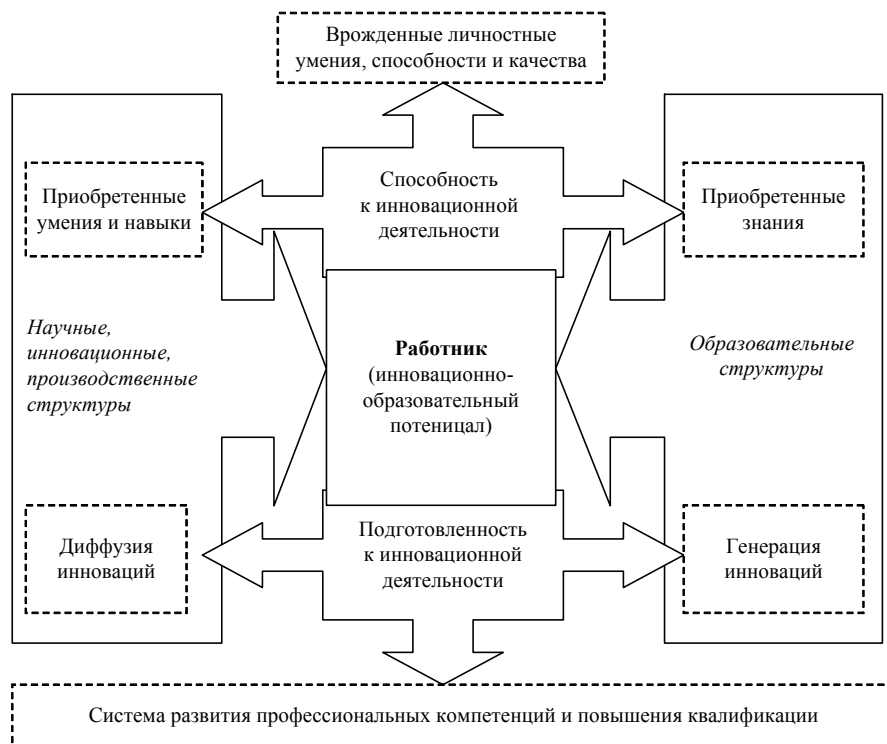 Врожденные личностные
умения, способности и качества
Способность
к инновационной
деятельности
Приобретенные
умения и навыки
Приобретенные
знания
Научные,
инновационные,
производственные
структуры
Работник
(инновационно-
образовательный
потеницал)
Образовательные
структуры
Диффузия
инноваций
Подготовленность
к инновационной
деятельности
Генерация
инноваций
Система развития профессиональных компетенций и повышения квалификации